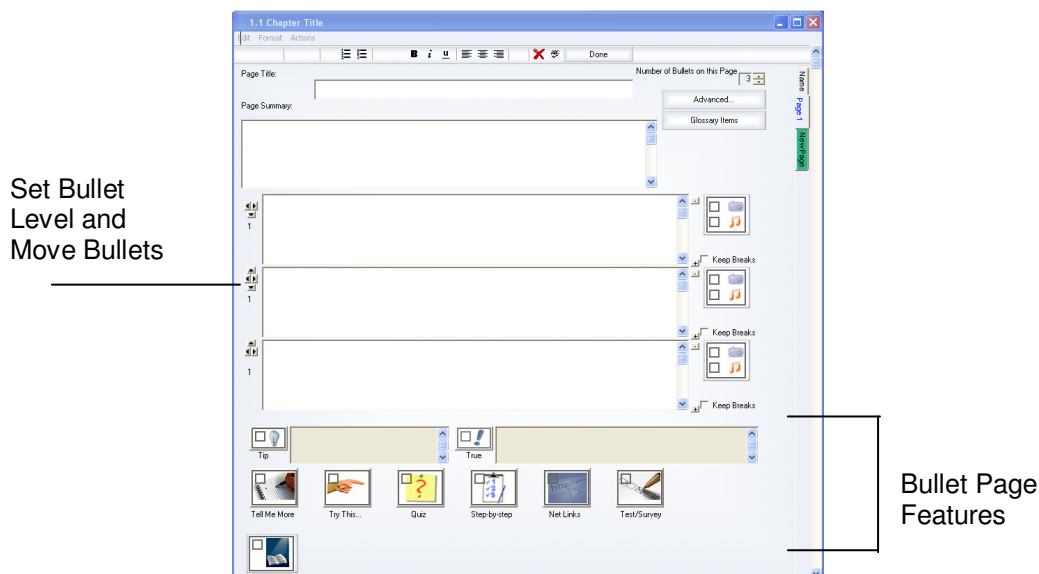 1.1 Chapter Title
Edit Format Actions
B i u Done
Page Title:
Number of Bullets on this Page
3
Advanced...
Page Summary:
Glossary Items
Name
Page 1
NewPage
Set Bullet
Level and
Move Bullets
1
Keep Breaks
1
Keep Breaks
1
Keep Breaks
Tip
True
Tell Me More
Try This...
Quiz
Step-by-step
Net Links
Test/Survey
Bullet Page
Features